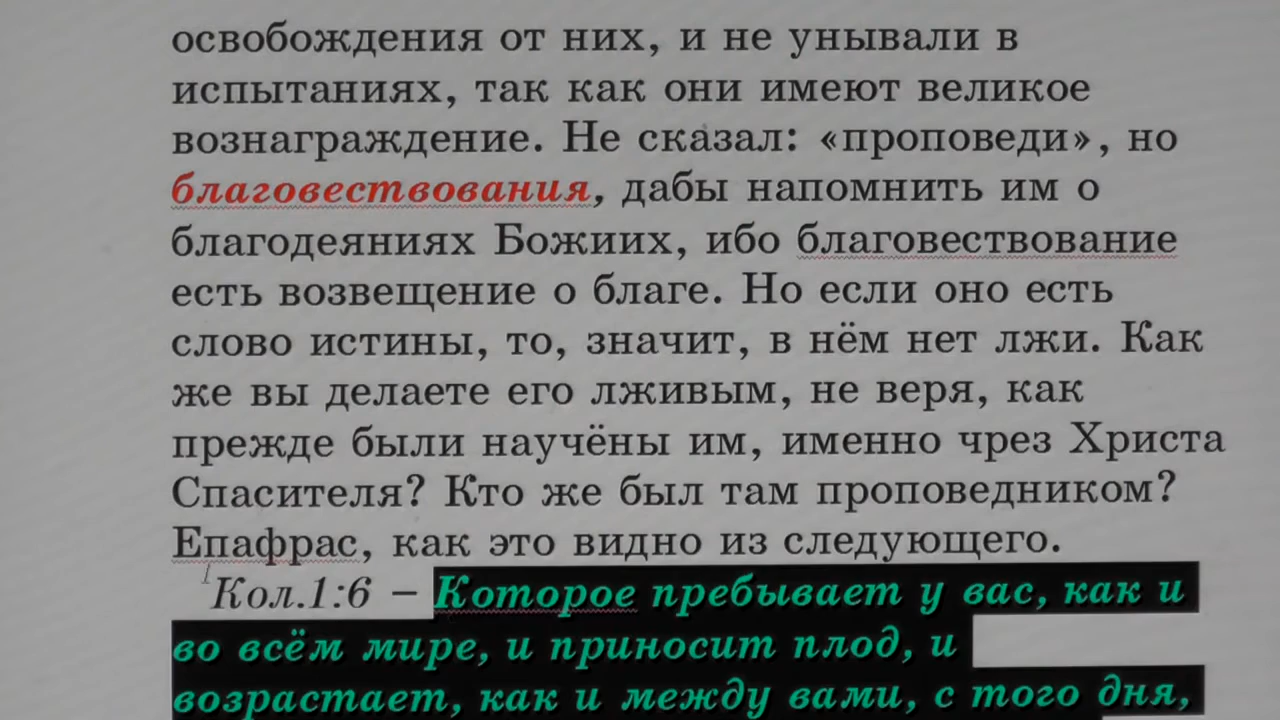 освобождения от них, и не унывали в
испытаниях, так как они имеют великое
вознаграждение. Не сказал: «проповеди», но
благовествования, дабы напомнить им о
благодеяниях Божиих, ибо благовествование
есть возвещение о благе. Но если оно есть
слово истины, то, значит, в нём нет лжи. Как
же вы делаете его лживым, не веря, как
прежде были научёны им, именно чрез Христа
Спасителя? Кто же был там проповедником?
Епафрас, как это видно из следующего.
Кол.1:6 – Которое пребывает у вас, как и
во всём мире, и приносит плод, и
возрастает, как и между вами, с того дня,